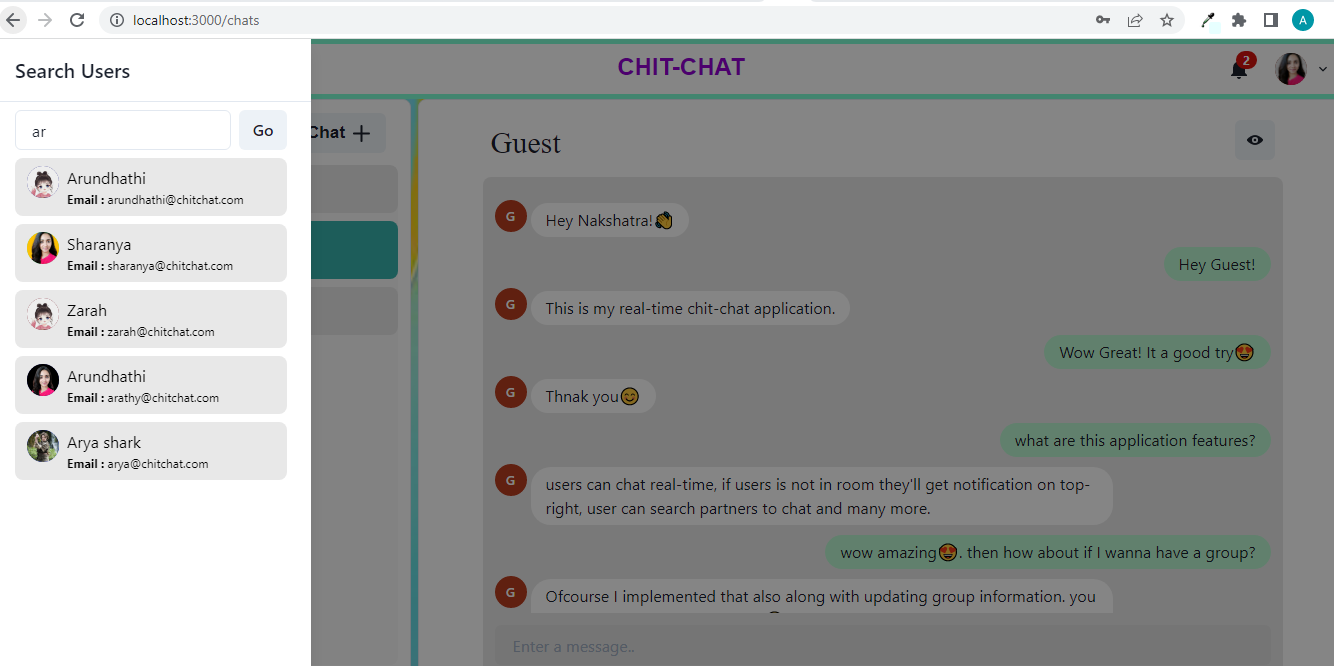 localhost:3000/chats
A
Search Users
CHIT-CHAT
2
ar
Go
Chat
Arundhathi
Email : arundhathi@chitchat.com
Sharanya
Email : sharanya@chitchat.com
Zarah
Email : zarah@chitchat.com
Arundhathi
Email : arathy@chitchat.com
Arya shark
Email : arya@chitchat.com
Guest
G
Hey Nakshatra!👋
Hey Guest!
G
This is my real-time chit-chat application.
Wow Great! It a good try😍
G
Thnak you😊
what are this application features?
G
users can chat real-time, if users is not in room they'll get notification on top-
right, user can search partners to chat and many more.
wow amazing😍. then how about if I wanna have a group?
G
Ofcourse I implemented that also along with updating group information. you
Enter a message..